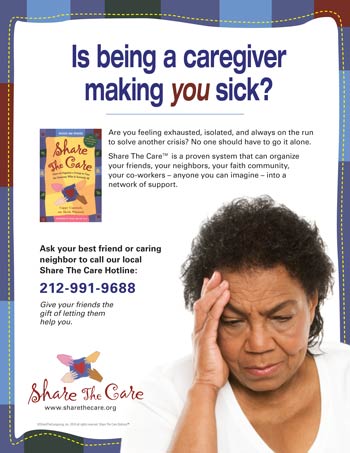 Is being a caregiver
making you sick?
Share
The Care
Are you feeling exhausted, isolated, and always on the run
to solve another crisis? No one should have to go it alone.
Share The Care™ is a proven system that can organize
your friends, your neighbors, your faith community,
your co-workers – anyone you can imagine – into a
network of support.
Ask your best friend or caring
neighbor to call our local
Share The Care Hotline:
212-991-9688
Give your friends the
gift of letting them
help you.
Share The Care
www.sharethecare.org